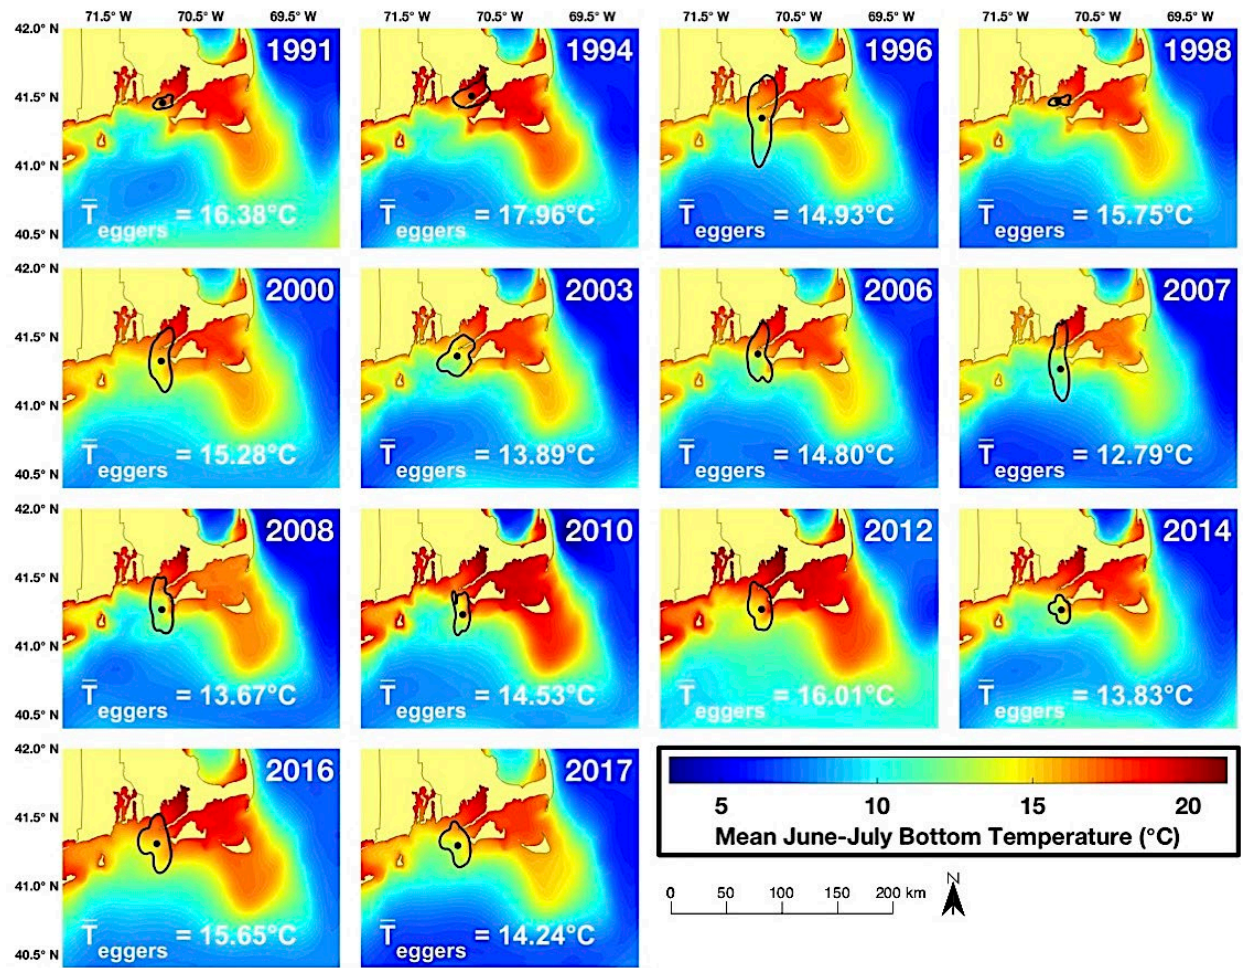 71.5° W 70.5° W 69.5° W 71.5° W 70.5° W 69.5° W 71.5° W 70.5° W 69.5° W 71.5° W 70.5° W 69.5° W
42.0° N
41.5° N
41.0° N
40.5° N
1991
T̅eggers = 16.38°C
1994
T̅eggers = 17.96°C
1996
T̅eggers = 14.93°C
1998
T̅eggers = 15.75°C
42.0° N
41.5° N
41.0° N
40.5° N
2000
T̅eggers = 15.28°C
2003
T̅eggers = 13.89°C
2006
T̅eggers = 14.80°C
2007
T̅eggers = 12.79°C
42.0° N
41.5° N
41.0° N
40.5° N
2008
T̅eggers = 13.67°C
2010
T̅eggers = 14.53°C
2012
T̅eggers = 16.01°C
2014
T̅eggers = 13.83°C
42.0° N
41.5° N
41.0° N
40.5° N
2016
T̅eggers = 15.65°C
2017
T̅eggers = 14.24°C
5 10 15 20
Mean June-July Bottom Temperature (°C)
0 50 100 150 200 km
N